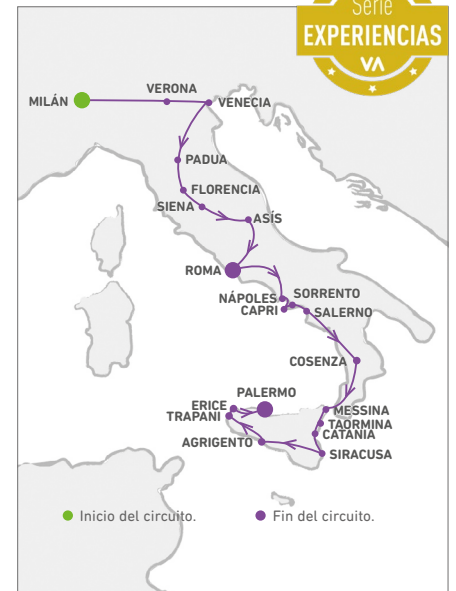 Serie
EXPERIENCIAS
VA
MILÁN
VERONA
VENECIA
PADUA
FLORENCIA
SIENA
ASÍS
ROMA
NÁPOLES
SORRENTO
CAPRI
SALERNO
COSENZA
PALERMO
ERICE
MESSINA
TRAPANI
TAORMINA
CATANIA
AGRIGENTO
SIRACUSA
Inicio del circuito.
Fin del circuito.